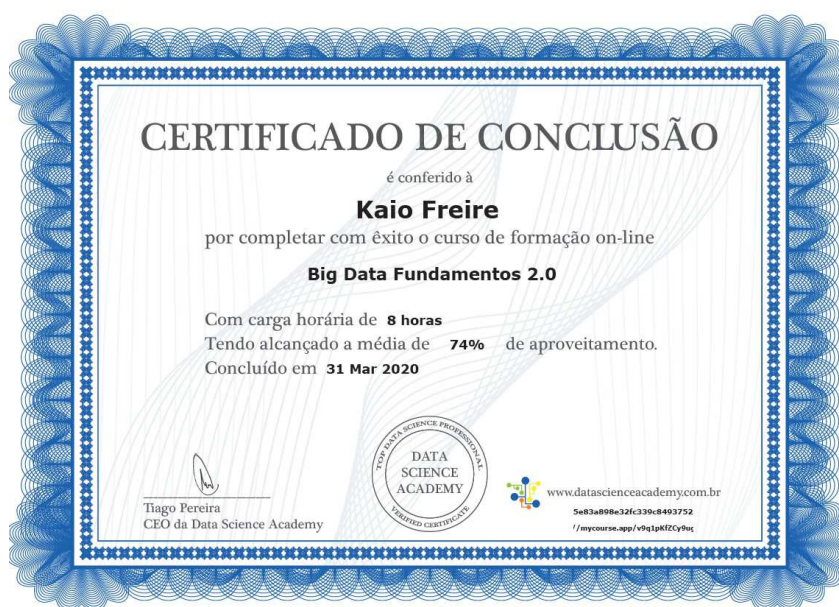 CERTIFICADO DE CONCLUSÃO
é conferido à
Kaio Freire
por completar com êxito o curso de formação on-line
Big Data Fundamentos 2.0
Com carga horária de 8 horas
Tendo alcançado a média de 74% de aproveitamento.
Concluído em 31 Mar 2020
TOP DATA SCIENCE PROFESSIONAL
DATA
SCIENCE
ACADEMY
VERIFIED CERTIFICATE
Tiago Pereira
CEO da Data Science Academy
www.datascienceacademy.com.br
5e83a898e32fc339c8493752
/mycourse.app/v9q1pKfZCy9uç